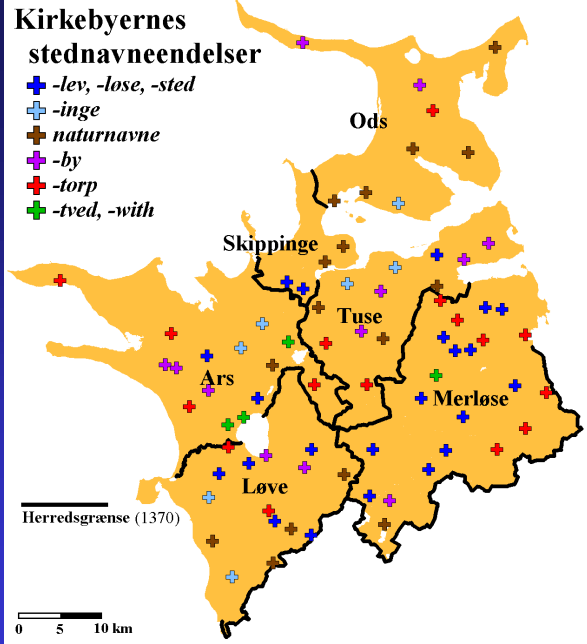 Kirkebyernes
stednavneendelser
-lev, -løse, -sted
-inge
naturnavne
-by
-torp
-tved, -with
Ods
Skippinge
Tuse
Ars
Merløse
Løve
Herredsgrænse (1370)
0 5 10 km